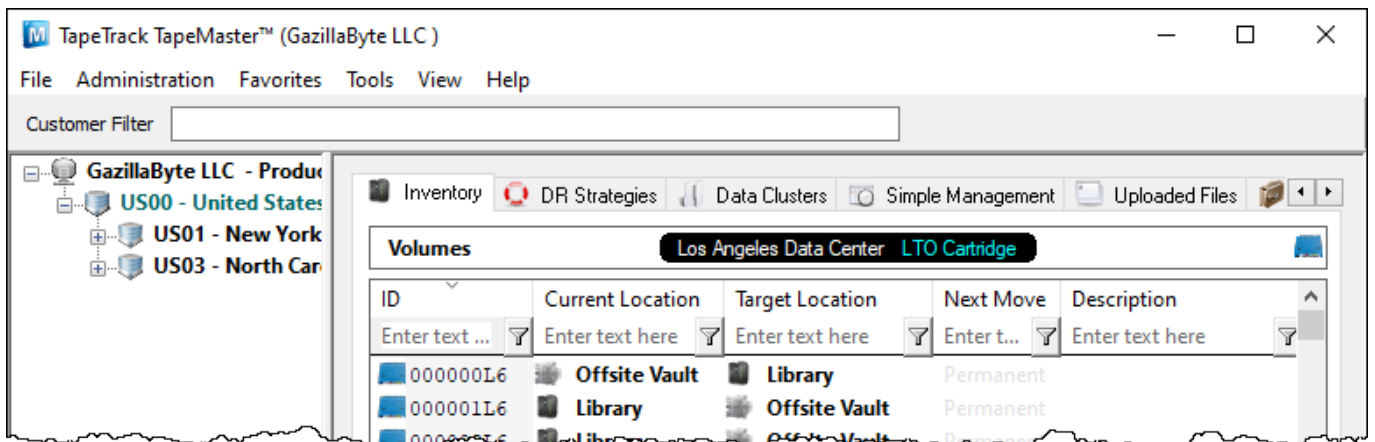 TapeTrack TapeMaster™ (GazillaByte LLC )
File Administration Favorites Tools View Help
Customer Filter
GazillaByte LLC - Produc
US00 - United States
US01 - New York
US03 - North Car
Inventory DR Strategies Data Clusters Simple Management Uploaded Files
Volumes Los Angeles Data Center LTO Cartridge
ID Current Location Target Location Next Move Description
Enter text ... Enter text here Enter text here Enter t... Enter text here
000000L6 Offsite Vault Library Permanent
000001L6 Library Offsite Vault Permanent
Library Offsite Vault